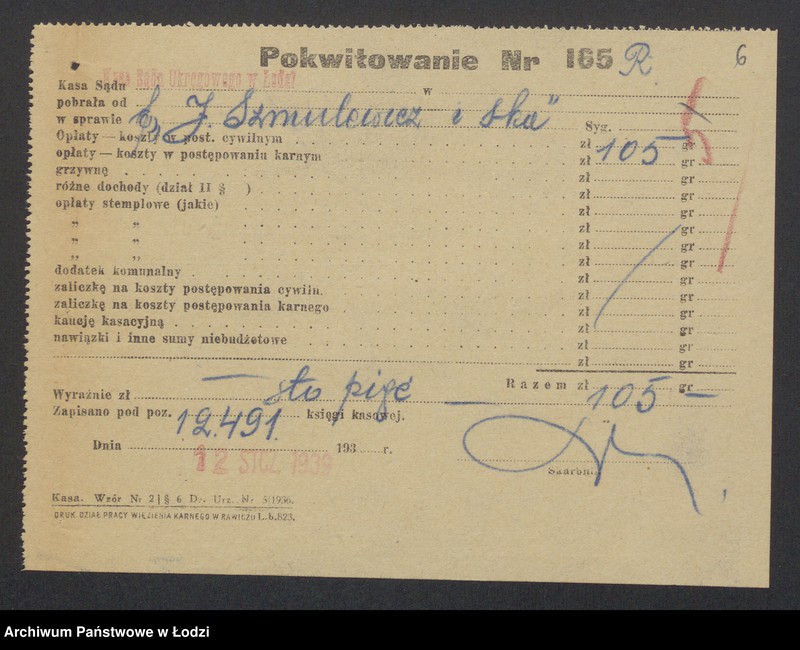 Pokwitowanie Nr 165 R 6
Kasa Sądu Kasa Sądu Okręgowego w Łodzi w
pobrała od
w sprawie f. "J. Szmulewicz i Ska" Syg.
Opłaty — koszty w post. cywilnym zł 105 gr
opłaty — koszty w postępowaniu karnym zł gr
grzywnę zł gr
różne dochody (dział II § ) zł gr
opłaty stemplowe (jakie) zł gr
„ „ zł gr
„ „ zł gr
„ „ zł gr
dodatek komunalny zł gr
zaliczkę na koszty postępowania cywiln. zł gr
zaliczkę na koszty postępowania karnego zł gr
kaucję kasacyjną zł gr
nawiązki i inne sumy niebudżetowe zł gr
zł gr
Razem zł 105 — gr
Wyraźnie zł — sto pięć —
Zapisano pod poz. 12.491. księgi kasowej.
Dnia 12 STYCZ. 1939 193 r.
Skarbnik
Kasa. Wzór Nr 2 j § 6 Dz. Urz. Nr 5/1936.
DRUK. DZIAŁ PRACY WIĘZIENIA KARNEGO W RAWICZU L. b. 823.
Archiwum Państwowe w Łodzi